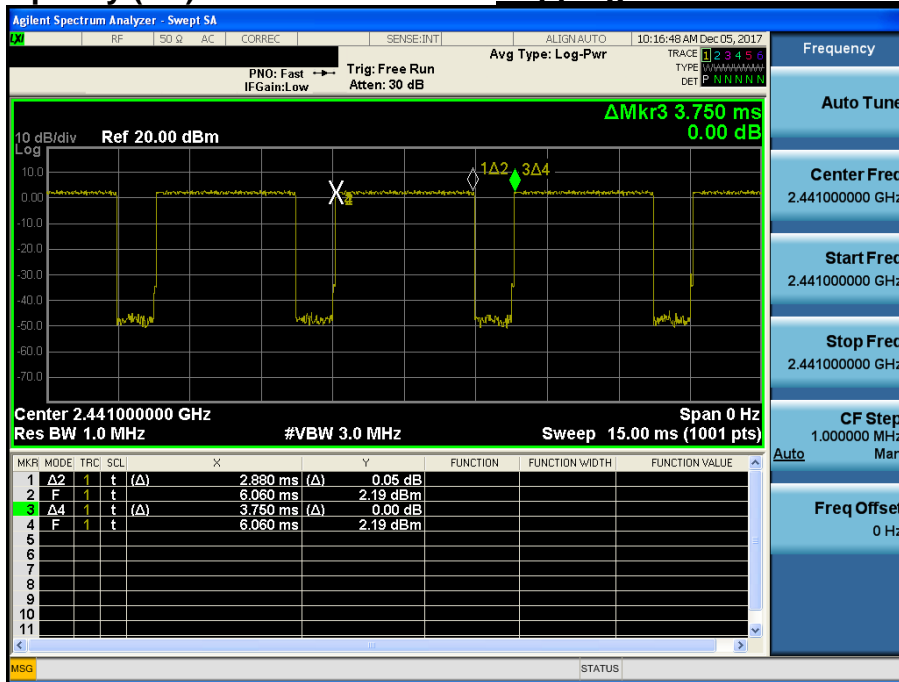 Agilent Spectrum Analyzer - Swept SA
LXI RF 50 Ω AC CORREC SENSE:INT ALIGN AUTO 10:16:48 AM Dec 05, 2017
Avg Type: Log-Pwr
TRACE 1 2 3 4 5 6
TYPE WWWWWW
DET P N N N N N
PNO: Fast
IFGain:Low
Trig: Free Run
Atten: 30 dB
Frequency
ΔMkr3 3.750 ms
0.00 dB
10 dB/div Ref 20.00 dBm
Log
10.0
0.00
-10.0
-20.0
-30.0
-40.0
-50.0
-60.0
-70.0
X
1Δ2
3Δ4
Center 2.441000000 GHz Span 0 Hz
Res BW 1.0 MHz #VBW 3.0 MHz Sweep 15.00 ms (1001 pts)
MKR MODE TRC SCL X Y FUNCTION FUNCTION WIDTH FUNCTION VALUE
1 Δ2 1 t (Δ) 2.880 ms (Δ) 0.05 dB
2 F 1 t 6.060 ms 2.19 dBm
3 Δ4 1 t (Δ) 3.750 ms (Δ) 0.00 dB
4 F 1 t 6.060 ms 2.19 dBm
5
6
7
8
9
10
11
Auto Tune
Center Freq
2.441000000 GHz
Start Freq
2.441000000 GHz
Stop Freq
2.441000000 GHz
CF Step
1.000000 MHz
Auto Man
Freq Offset
0 Hz
MSG STATUS